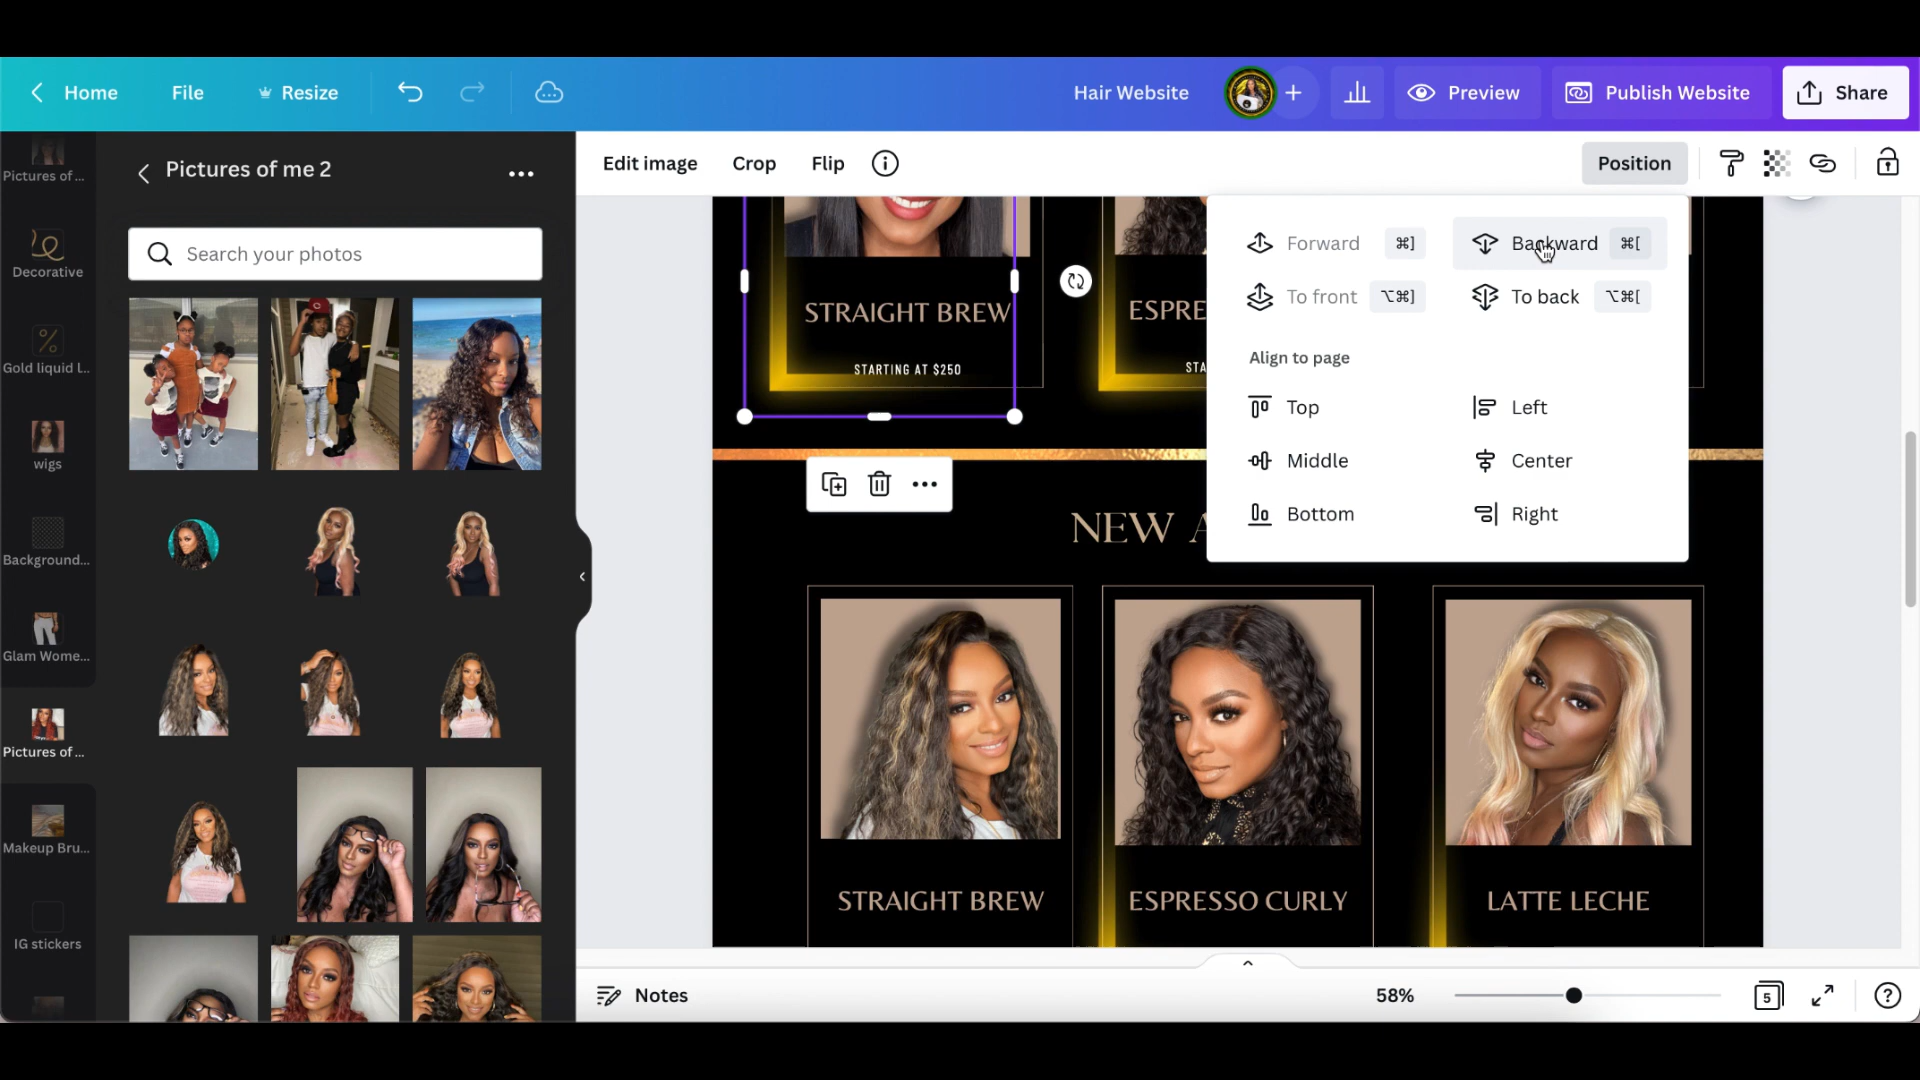 Home File Resize Hair Website + Preview Publish Website Share
Pictures of ...
Decorative
Gold liquid l...
wigs
Background...
Glam Wome...
Pictures of ...
Makeup Bru...
IG stickers
Pictures of me 2
Search your photos
Edit image Crop Flip Position
Forward ⌘] Backward ⌘[
To front ⌥⌘] To back ⌥⌘[
Align to page
Top Left
Middle Center
Bottom Right
STRAIGHT BREW ESPRE
STARTING AT $250 STA
NEW A
STRAIGHT BREW ESPRESSO CURLY LATTE LECHE
Notes 58% 5 ?